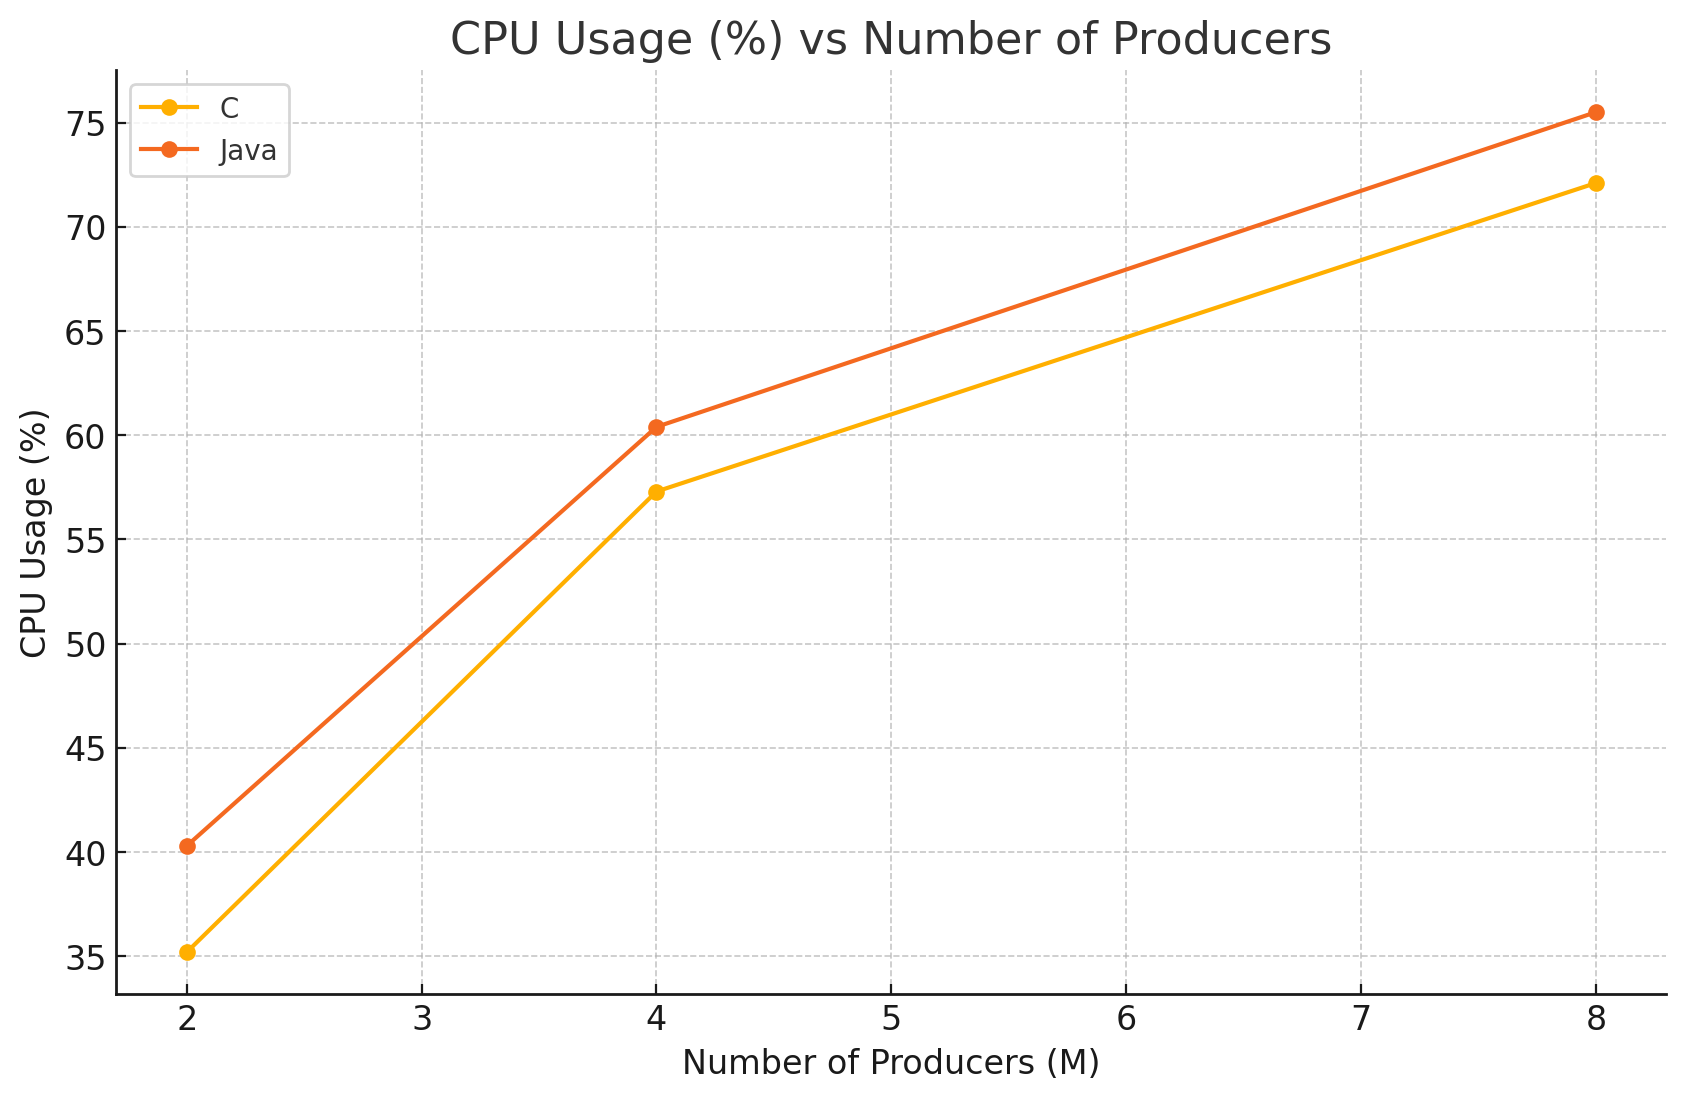 CPU Usage (%) vs Number of Producers
C
Java
75
70
65
60
55
50
45
40
35
CPU Usage (%)
2 3 4 5 6 7 8
Number of Producers (M)